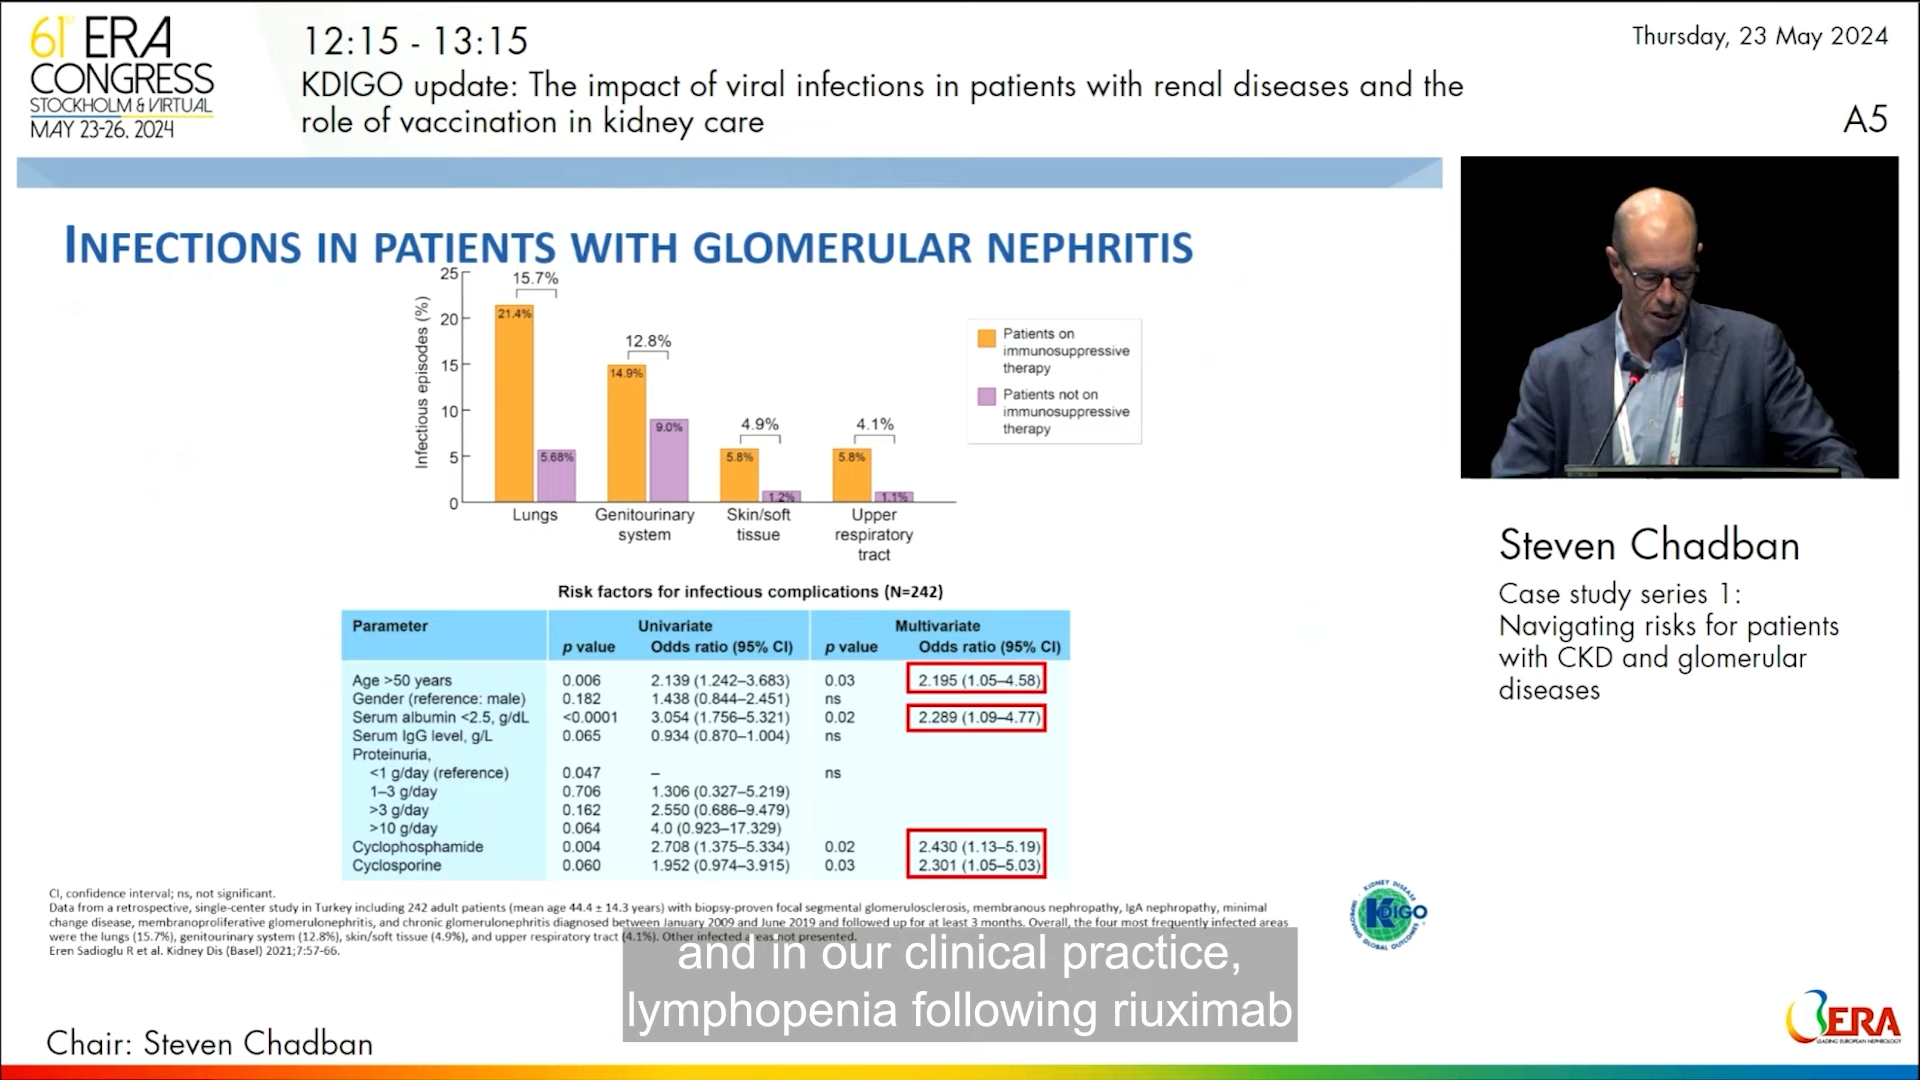 61ST ERA
CONGRESS
STOCKHOLM & VIRTUAL
MAY 23-26, 2024
12:15 - 13:15
KDIGO update: The impact of viral infections in patients with renal diseases and the
role of vaccination in kidney care
Thursday, 23 May 2024
A5
INFECTIONS IN PATIENTS WITH GLOMERULAR NEPHRITIS
Infectious episodes (%)
25
20
15
10
5
0
15.7%
21.4%
5.68%
12.8%
14.9%
9.0%
4.9%
5.8%
1.2%
4.1%
5.8%
1.1%
Lungs
Genitourinary
system
Skin/soft
tissue
Upper
respiratory
tract
Patients on
immunosuppressive
therapy
Patients not on
immunosuppressive
therapy
Risk factors for infectious complications (N=242)
Parameter Univariate Multivariate
p value Odds ratio (95% CI) p value Odds ratio (95% CI)
Age >50 years 0.006 2.139 (1.242–3.683) 0.03 2.195 (1.05–4.58)
Gender (reference: male) 0.182 1.438 (0.844–2.451) ns
Serum albumin <2.5, g/dL <0.0001 3.054 (1.756–5.321) 0.02 2.289 (1.09–4.77)
Serum IgG level, g/L 0.065 0.934 (0.870–1.004) ns
Proteinuria,
<1 g/day (reference) 0.047 – ns
1–3 g/day 0.706 1.306 (0.327–5.219)
>3 g/day 0.162 2.550 (0.686–9.479)
>10 g/day 0.064 4.0 (0.923–17.329)
Cyclophosphamide 0.004 2.708 (1.375–5.334) 0.02 2.430 (1.13–5.19)
Cyclosporine 0.060 1.952 (0.974–3.915) 0.03 2.301 (1.05–5.03)
CI, confidence interval; ns, not significant.
Data from a retrospective, single-center study in Turkey including 242 adult patients (mean age 44.4 ± 14.3 years) with biopsy-proven focal segmental glomerulosclerosis, membranous nephropathy, IgA nephropathy, minimal
change disease, membranoproliferative glomerulonephritis, and chronic glomerulonephritis diagnosed between January 2009 and June 2019 and followed up for at least 3 months. Overall, the four most frequently infected areas
were the lungs (15.7%), genitourinary system (12.8%), skin/soft tissue (4.9%), and upper respiratory tract (4.1%). Other infected areas not presented.
Eren Sadioglu R et al. Kidney Dis (Basel) 2021;7:57-66.
KIDNEY DISEASE
KDIGO
IMPROVING GLOBAL OUTCOMES
and in our clinical practice,
lymphopenia following riuximab
Steven Chadban
Case study series 1:
Navigating risks for patients
with CKD and glomerular
diseases
Chair: Steven Chadban
ERA
LEADING EUROPEAN NEPHROLOGY